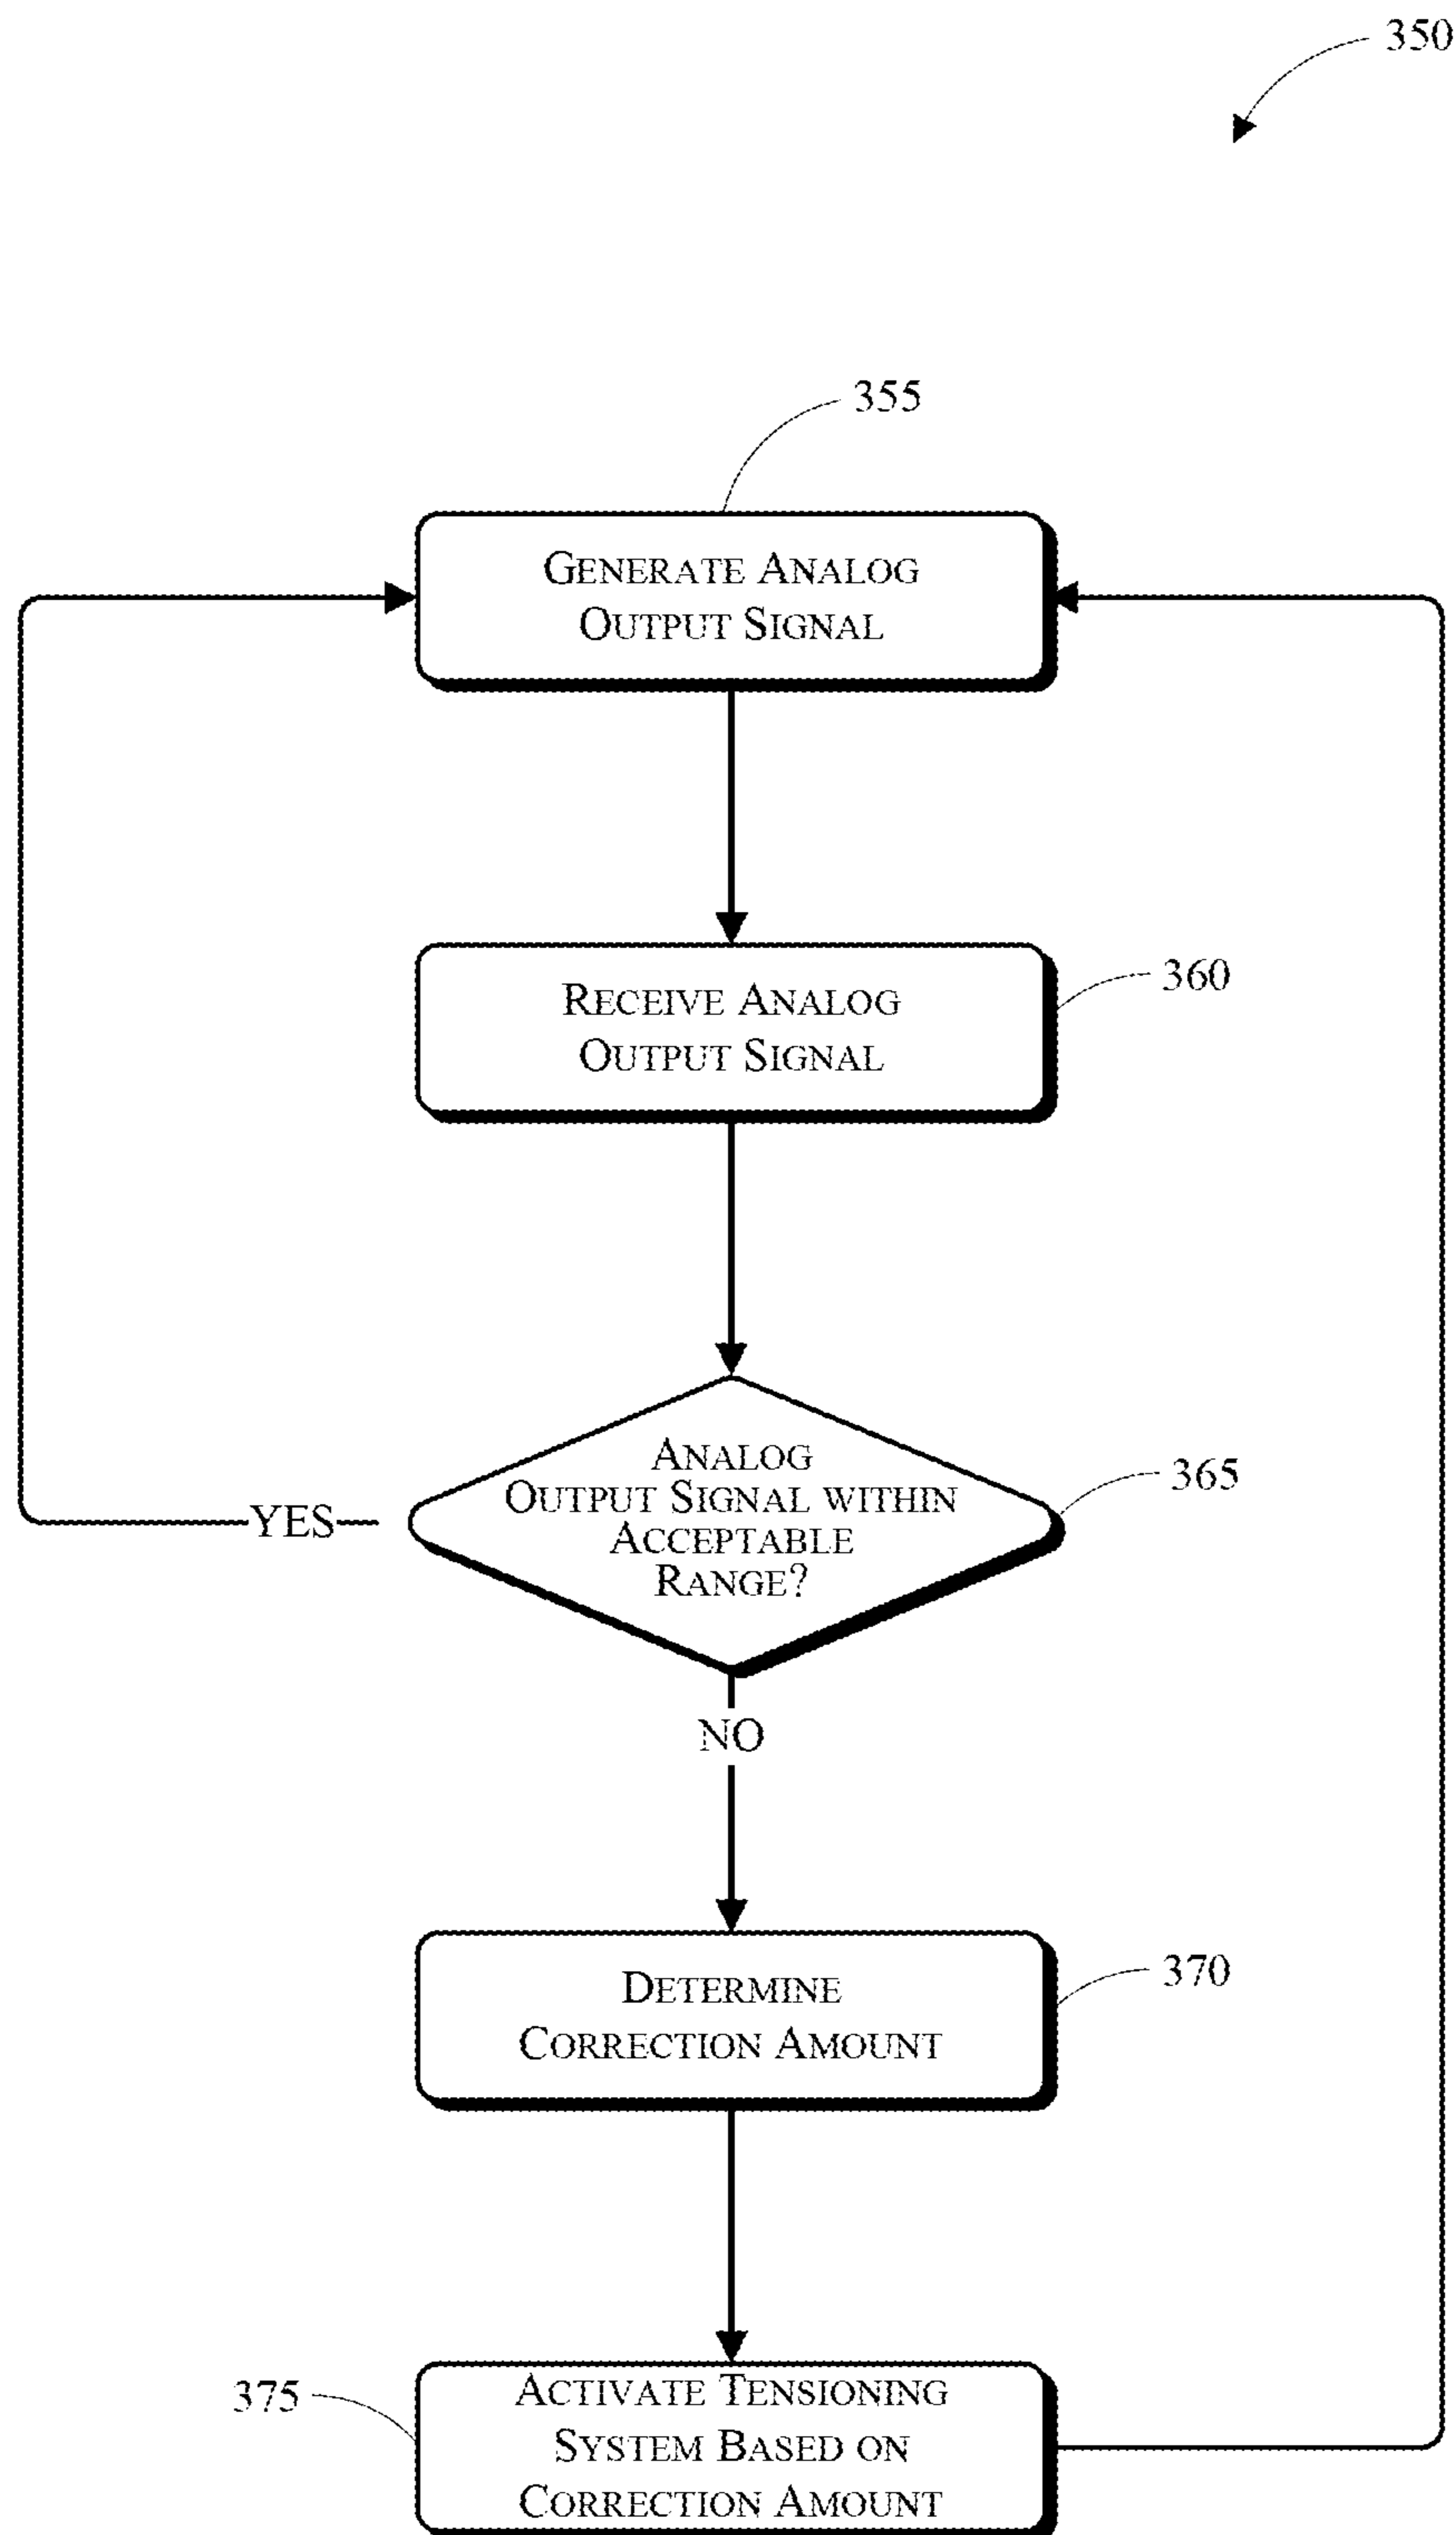 350
355
GENERATE ANALOG
OUTPUT SIGNAL
RECEIVE ANALOG
OUTPUT SIGNAL
360
ANALOG
OUTPUT SIGNAL WITHIN
ACCEPTABLE
RANGE?
365
YES
NO
DETERMINE
CORRECTION AMOUNT
370
375
ACTIVATE TENSIONING
SYSTEM BASED ON
CORRECTION AMOUNT